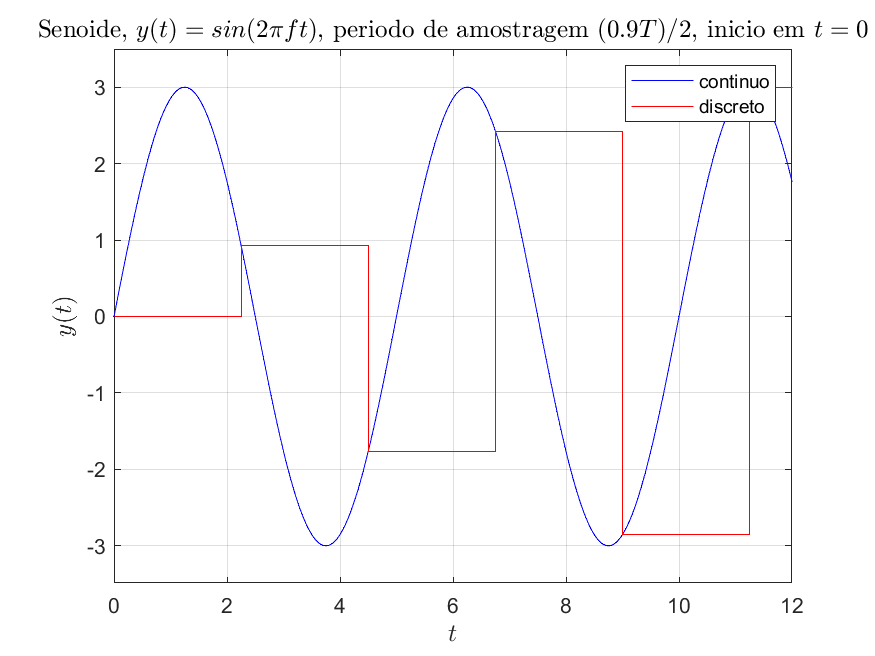 Senoide, y(t) = sin(2πft), periodo de amostragem (0.9T)/2, inicio em t = 0
continuo
discreto
3
2
1
0
-1
-2
-3
y(t)
0 2 4 6 8 10 12
t